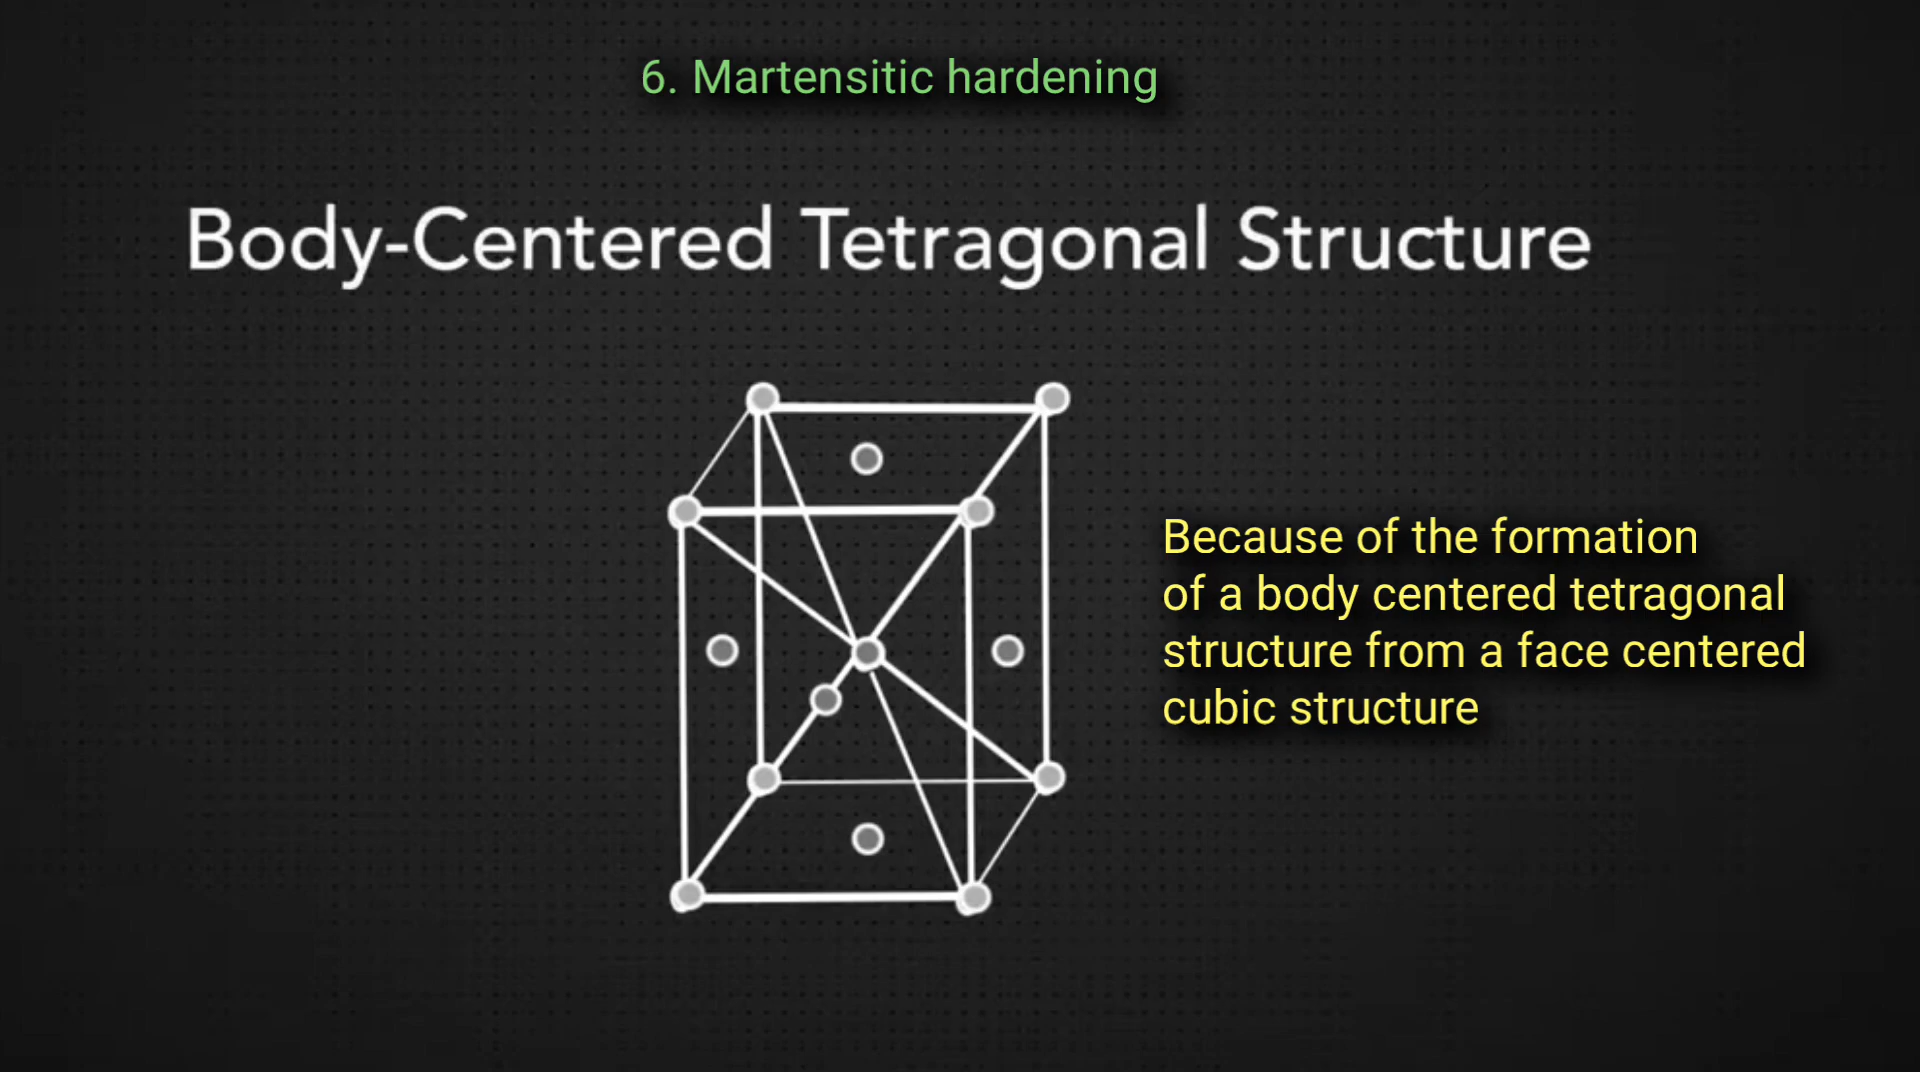 6. Martensitic hardening
Body-Centered Tetragonal Structure
Because of the formation
of a body centered tetragonal
structure from a face centered
cubic structure